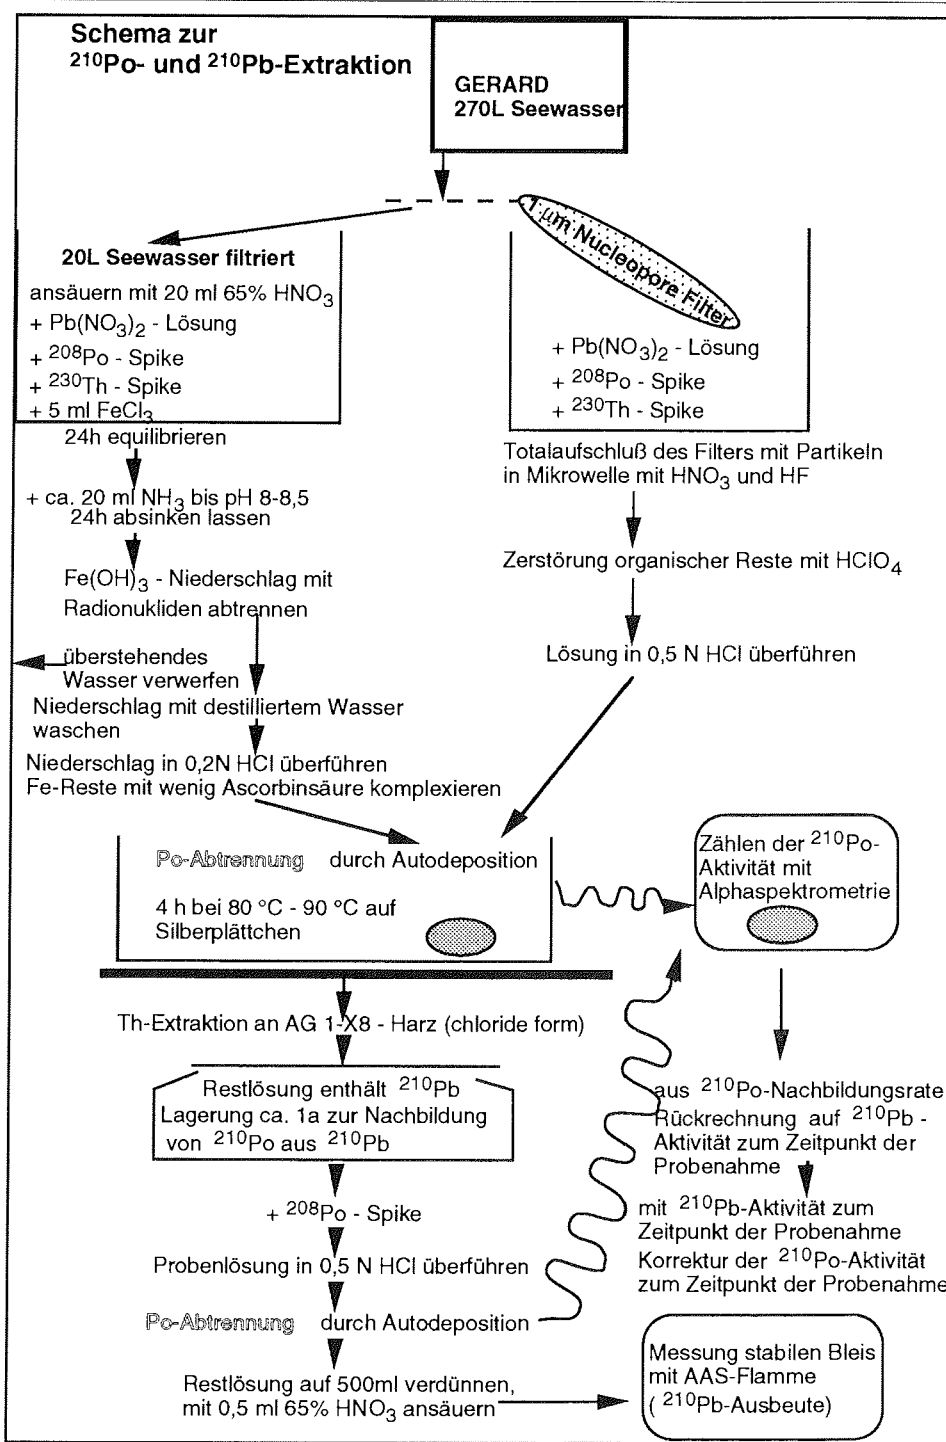 Schema zur
²¹⁰Po- und ²¹⁰Pb-Extraktion
GERARD
270L Seewasser
1 µm Nucleopore Filter
20L Seewasser filtriert
ansäuern mit 20 ml 65% HNO₃
+ Pb(NO₃)₂ - Lösung
+ ²⁰⁸Po - Spike
+ ²³⁰Th - Spike
+ 5 ml FeCl₃
24h equilibrieren
+ ca. 20 ml NH₃ bis pH 8-8,5
24h absinken lassen
Fe(OH)₃ - Niederschlag mit
Radionukliden abtrennen
überstehendes
Wasser verwerfen
Niederschlag mit destilliertem Wasser
waschen
Niederschlag in 0,2N HCl überführen
Fe-Reste mit wenig Ascorbinsäure komplexieren
+ Pb(NO₃)₂ - Lösung
+ ²⁰⁸Po - Spike
+ ²³⁰Th - Spike
Totalaufschluß des Filters mit Partikeln
in Mikrowelle mit HNO₃ und HF
Zerstörung organischer Reste mit HClO₄
Lösung in 0,5 N HCl überführen
Po-Abtrennung durch Autodeposition
4 h bei 80 °C - 90 °C auf
Silberplättchen
Zählen der ²¹⁰Po-
Aktivität mit
Alphaspektrometrie
Th-Extraktion an AG 1-X8 - Harz (chloride form)
Restlösung enthält ²¹⁰Pb
Lagerung ca. 1a zur Nachbildung
von ²¹⁰Po aus ²¹⁰Pb
+ ²⁰⁸Po - Spike
Probenlösung in 0,5 N HCl überführen
Po-Abtrennung durch Autodeposition
Restlösung auf 500ml verdünnen,
mit 0,5 ml 65% HNO₃ ansäuern
aus ²¹⁰Po-Nachbildungsrate
Rückrechnung auf ²¹⁰Pb -
Aktivität zum Zeitpunkt der
Probenahme
mit ²¹⁰Pb-Aktivität zum
Zeitpunkt der Probenahme
Korrektur der ²¹⁰Po-Aktivität
zum Zeitpunkt der Probenahme
Messung stabilen Bleis
mit AAS-Flamme
( ²¹⁰Pb-Ausbeute)